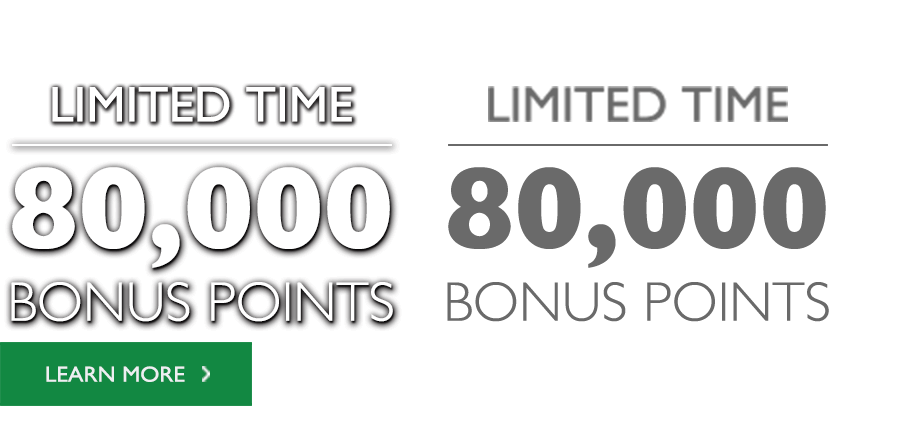 LIMITED TIME
80,000
BONUS POINTS
LEARN MORE
LIMITED TIME
80,000
BONUS POINTS